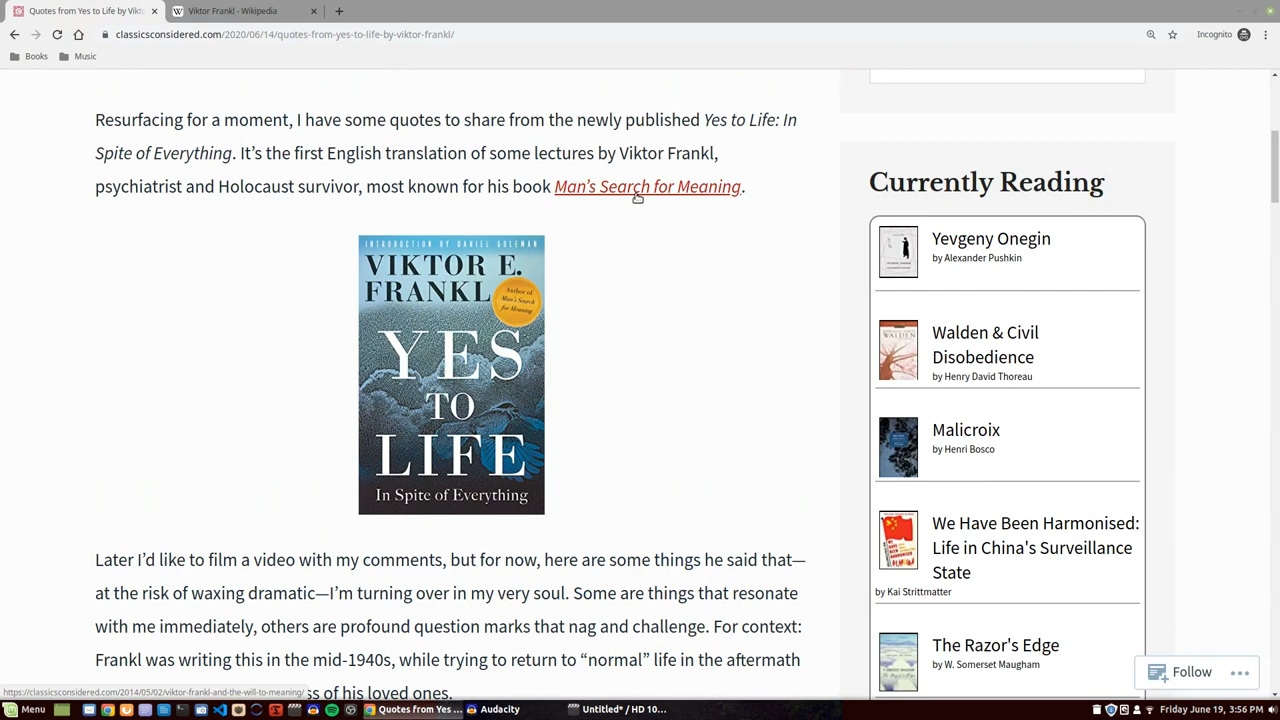 Quotes from Yes to Life by Vikt
Viktor Frankl - Wikipedia
classicsconsidered.com/2020/06/14/quotes-from-yes-to-life-by-viktor-frankl/
Incognito
Books
Music
Resurfacing for a moment, I have some quotes to share from the newly published Yes to Life: In
Spite of Everything. It’s the first English translation of some lectures by Viktor Frankl,
psychiatrist and Holocaust survivor, most known for his book Man’s Search for Meaning.
INTRODUCTION BY DANIEL GOLEMAN
VIKTOR E.
FRANKL
Author of
Man's Search
for Meaning
YES
TO
LIFE
In Spite of Everything
Later I’d like to film a video with my comments, but for now, here are some things he said that—
at the risk of waxing dramatic—I’m turning over in my very soul. Some are things that resonate
with me immediately, others are profound question marks that nag and challenge. For context:
Frankl was writing this in the mid-1940s, while trying to return to “normal” life in the aftermath
ss of his loved ones.
Currently Reading
Yevgeny Onegin
by Alexander Pushkin
WALDEN
Walden & Civil
Disobedience
by Henry David Thoreau
Malicroix
by Henri Bosco
We Have Been Harmonised:
Life in China's Surveillance
State
by Kai Strittmatter
The Razor's Edge
by W. Somerset Maugham
Follow
https://classicsconsidered.com/2014/05/02/viktor-frankl-and-the-will-to-meaning/
Menu
Quotes from Yes ...
Audacity
Untitled* / HD 10...
Friday June 19, 3:56 PM